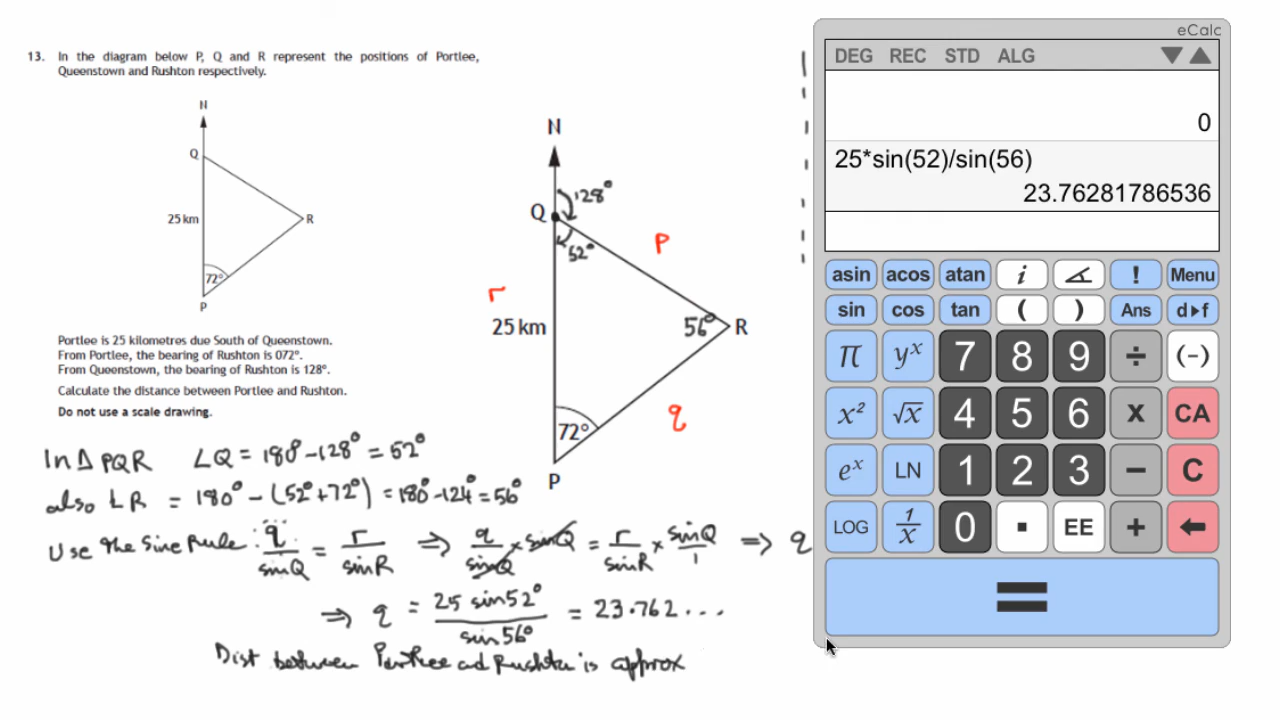 13. In the diagram below P, Q and R represent the positions of Portlee,
Queenstown and Rushton respectively.
N
Q
25 km
R
72°
P
Portlee is 25 kilometres due South of Queenstown.
From Portlee, the bearing of Rushton is 072°.
From Queenstown, the bearing of Rushton is 128°.
Calculate the distance between Portlee and Rushton.
Do not use a scale drawing.
N
128°
Q
52°
p
r
25 km
56°
R
q
72°
P
In Δ PQR ∠Q = 180° - 128° = 52°
also ∠R = 180° - (52° + 72°) = 180° - 124° = 56°
Use the Sine Rule: q/sinQ = r/sinR ⇒ q/sinQ × sinQ = r/sinR × sinQ/1 ⇒ q
⇒ q = 25 sin52°/sin56° = 23.762...
Dist between Portlee and Rushton is approx
eCalc
DEG REC STD ALG
0
25*sin(52)/sin(56)
23.76281786536
asin acos atan i ∠ ! Menu
sin cos tan ( ) Ans d▸f
π yˣ 7 8 9 ÷ (-)
x² √x 4 5 6 x CA
eˣ LN 1 2 3 − C
LOG 1/x 0 . EE + ←
=